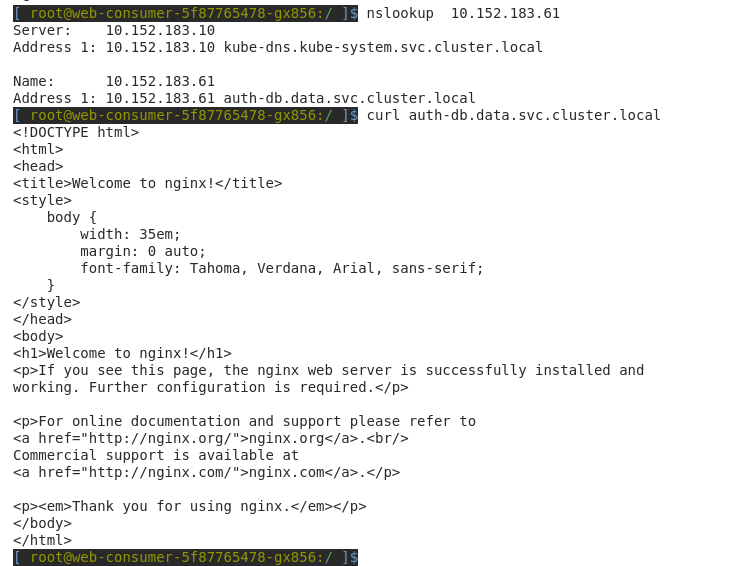 [ root@web-consumer-5f87765478-gx856:/ ]$ nslookup  10.152.183.61
Server:    10.152.183.10
Address 1: 10.152.183.10 kube-dns.kube-system.svc.cluster.local

Name:      10.152.183.61
Address 1: 10.152.183.61 auth-db.data.svc.cluster.local
[ root@web-consumer-5f87765478-gx856:/ ]$ curl auth-db.data.svc.cluster.local
<!DOCTYPE html>
<html>
<head>
<title>Welcome to nginx!</title>
<style>
    body {
        width: 35em;
        margin: 0 auto;
        font-family: Tahoma, Verdana, Arial, sans-serif;
    }
</style>
</head>
<body>
<h1>Welcome to nginx!</h1>
<p>If you see this page, the nginx web server is successfully installed and
working. Further configuration is required.</p>

<p>For online documentation and support please refer to
<a href="http://nginx.org/">nginx.org</a>.<br/>
Commercial support is available at
<a href="http://nginx.com/">nginx.com</a>.</p>

<p><em>Thank you for using nginx.</em></p>
</body>
</html>
[ root@web-consumer-5f87765478-gx856:/ ]$